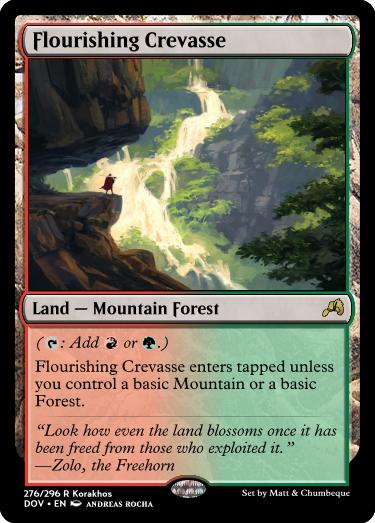 Flourishing Crevasse
Land — Mountain Forest
( : Add  or .)
Flourishing Crevasse enters tapped unless
you control a basic Mountain or a basic
Forest.
“Look how even the land blossoms once it has
been freed from those who exploited it.”
—Zolo, the Freehorn
276/296 R Korakhos
DOV • EN ANDREAS ROCHA
Set by Matt & Chumbeque